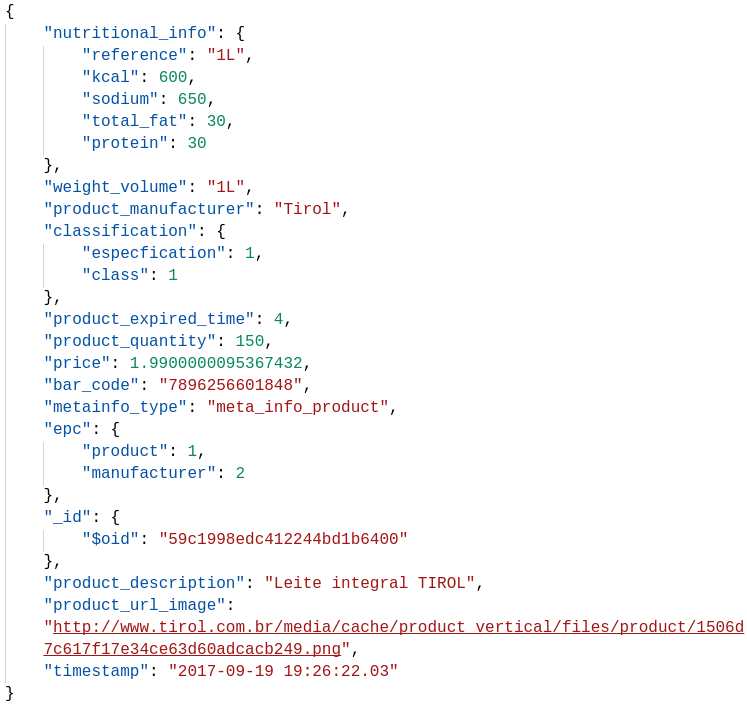 {
    "nutritional_info": {
        "reference": "1L",
        "kcal": 600,
        "sodium": 650,
        "total_fat": 30,
        "protein": 30
    },
    "weight_volume": "1L",
    "product_manufacturer": "Tirol",
    "classification": {
        "especfication": 1,
        "class": 1
    },
    "product_expired_time": 4,
    "product_quantity": 150,
    "price": 1.9900000095367432,
    "bar_code": "7896256601848",
    "metainfo_type": "meta_info_product",
    "epc": {
        "product": 1,
        "manufacturer": 2
    },
    "_id": {
        "$oid": "59c1998edc412244bd1b6400"
    },
    "product_description": "Leite integral TIROL",
    "product_url_image":
    "http://www.tirol.com.br/media/cache/product_vertical/files/product/1506d
    7c617f17e34ce63d60adcacb249.png",
    "timestamp": "2017-09-19 19:26:22.03"
}